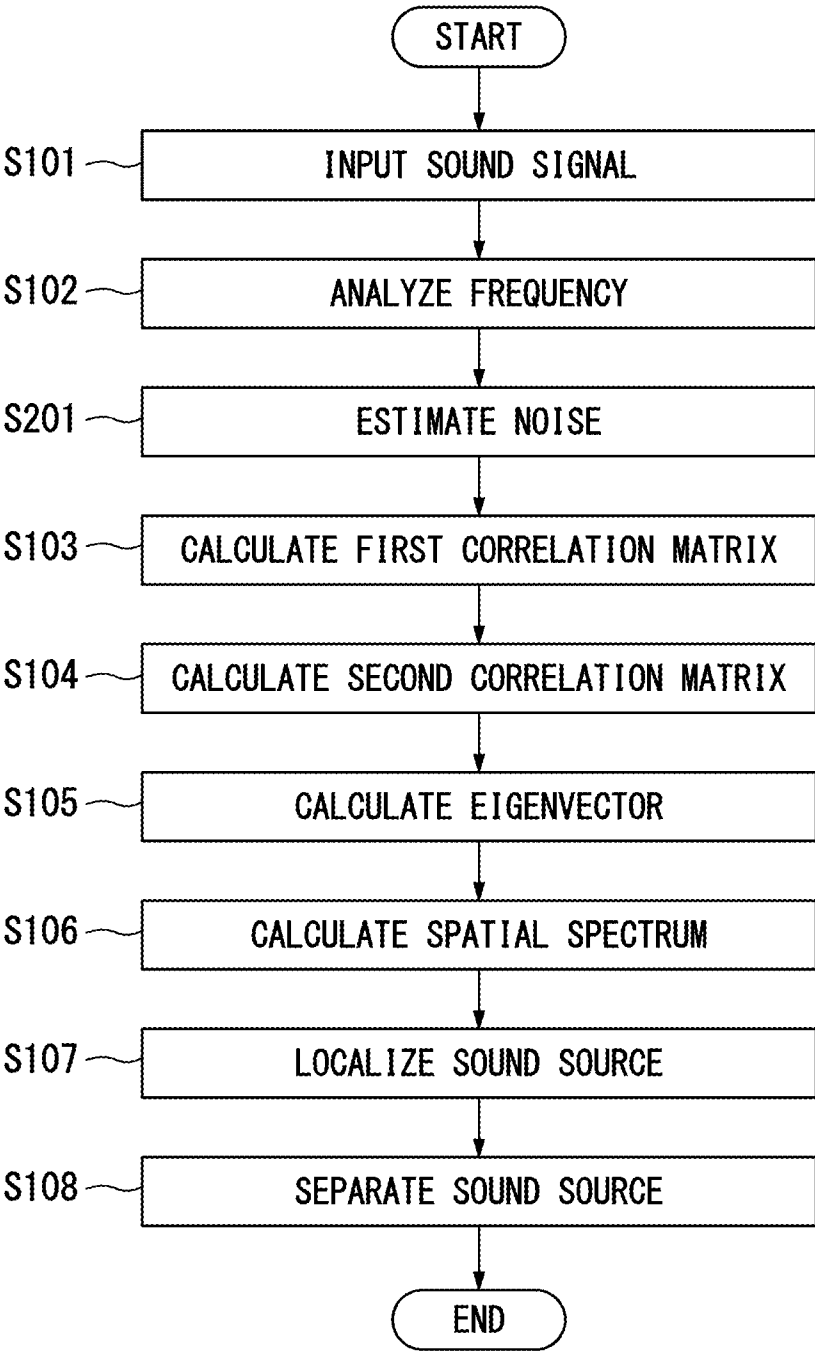 START
S101 INPUT SOUND SIGNAL
S102 ANALYZE FREQUENCY
S201 ESTIMATE NOISE
S103 CALCULATE FIRST CORRELATION MATRIX
S104 CALCULATE SECOND CORRELATION MATRIX
S105 CALCULATE EIGENVECTOR
S106 CALCULATE SPATIAL SPECTRUM
S107 LOCALIZE SOUND SOURCE
S108 SEPARATE SOUND SOURCE
END